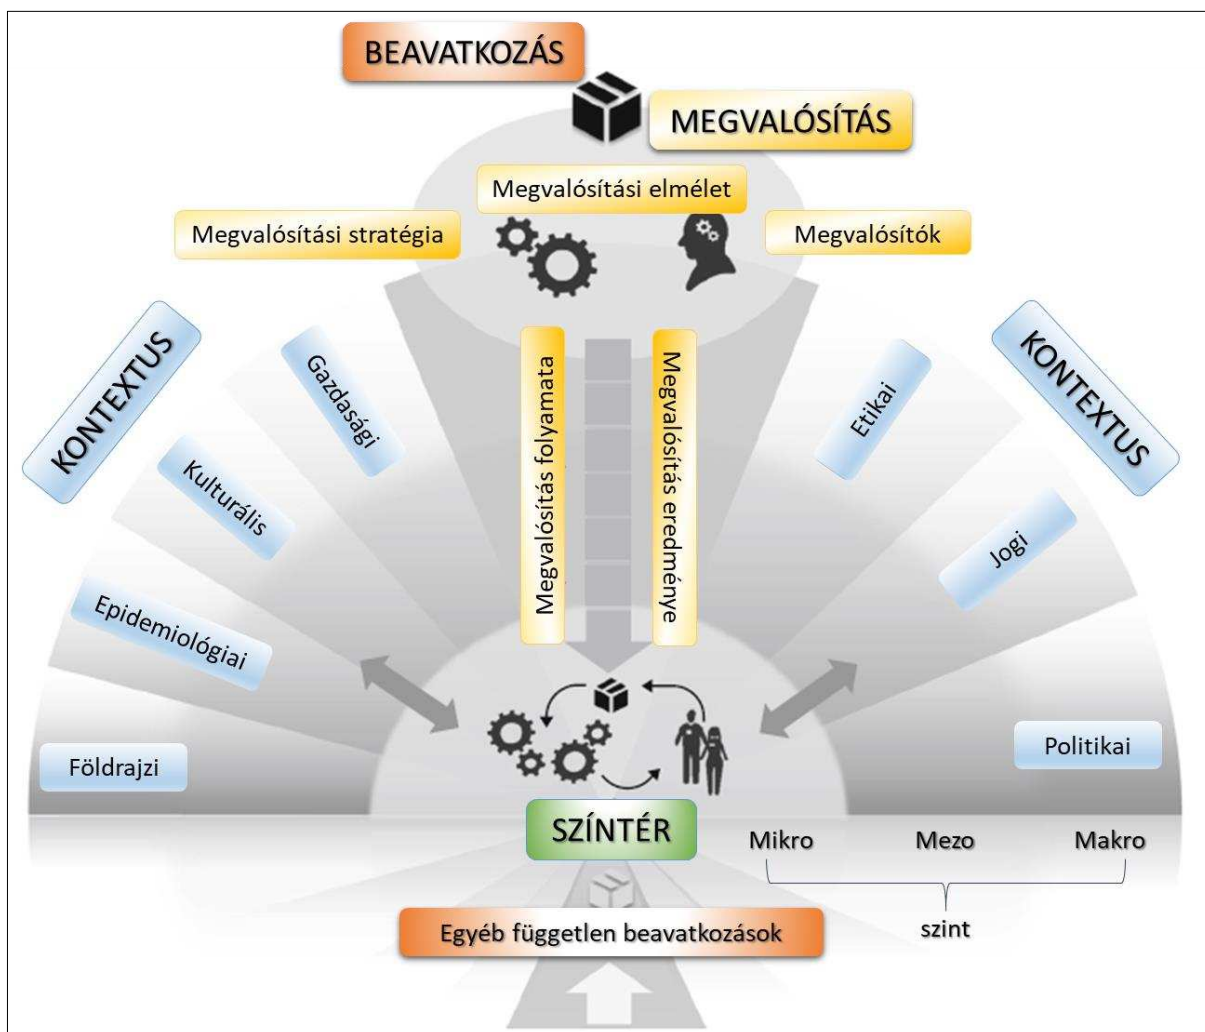 BEAVATKOZÁS
MEGVALÓSÍTÁS
Megvalósítási elmélet
Megvalósítási stratégia
Megvalósítók
KONTEXTUS
KONTEXTUS
Gazdasági
Kulturális
Epidemiológiai
Földrajzi
Megvalósítás folyamata
Megvalósítás eredménye
Etikai
Jogi
Politikai
SZÍNTÉR
Mikro
Mezo
Makro
szint
Egyéb független beavatkozások